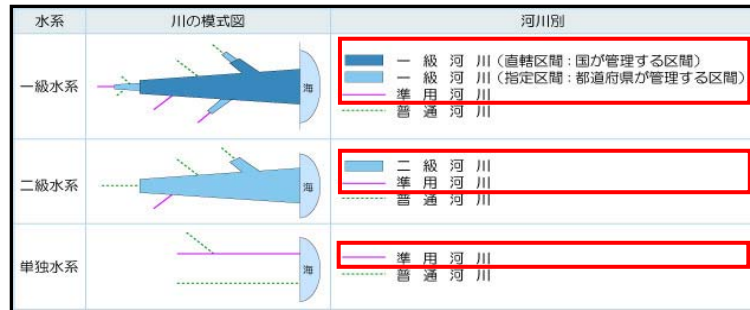 水系 川の模式図 河川別
一級水系 海 一級河川(直轄区間:国が管理する区間)
一級河川(指定区間:都道府県が管理する区間)
準用河川
普通河川
二級水系 海 二級河川
準用河川
普通河川
単独水系 海 準用河川
普通河川